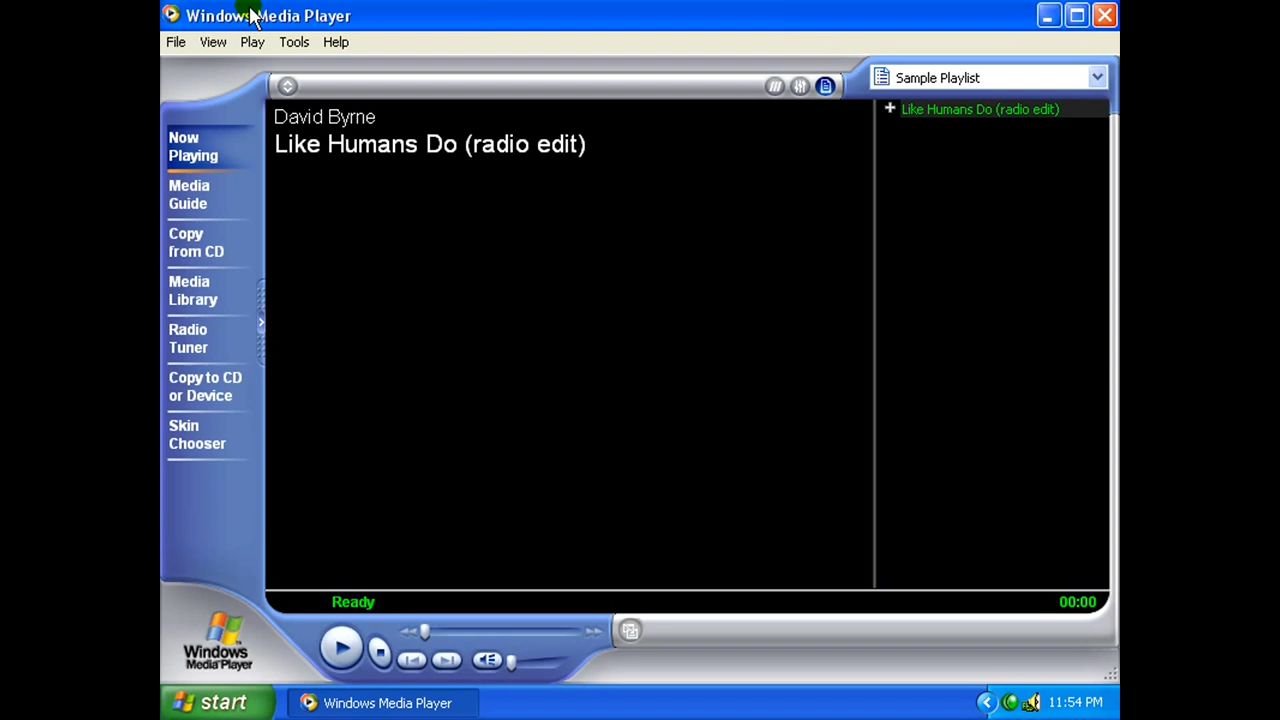 Windows Media Player
File View Play Tools Help
Sample Playlist
David Byrne
Like Humans Do (radio edit)
Like Humans Do (radio edit)
Now
Playing
Media
Guide
Copy
from CD
Media
Library
Radio
Tuner
Copy to CD
or Device
Skin
Chooser
Ready 00:00
Windows
Media Player
start Windows Media Player 11:54 PM